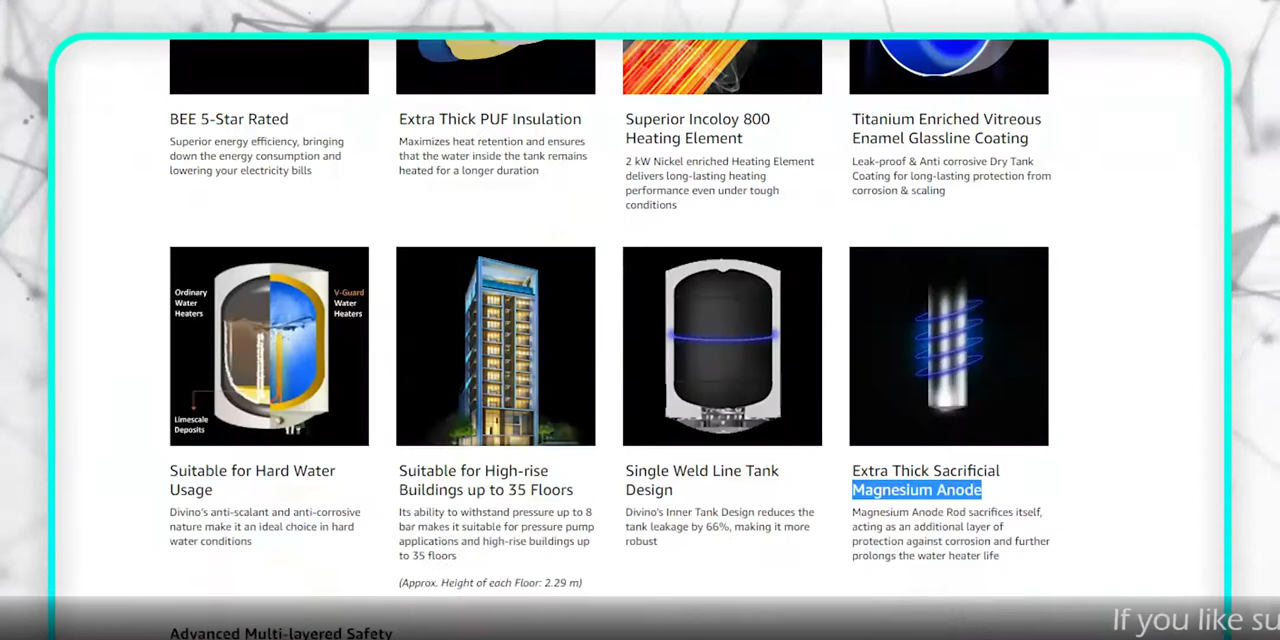 BEE 5-Star Rated
Superior energy efficiency, bringing
down the energy consumption and
lowering your electricity bills
Extra Thick PUF Insulation
Maximizes heat retention and ensures
that the water inside the tank remains
heated for a longer duration
Superior Incoloy 800
Heating Element
2 kW Nickel enriched Heating Element
delivers long-lasting heating
performance even under tough
conditions
Titanium Enriched Vitreous
Enamel Glassline Coating
Leak-proof & Anti corrosive Dry Tank
Coating for long-lasting protection from
corrosion & scaling
Ordinary
Water
Heaters
V-Guard
Water
Heaters
Limescale
Deposits
Suitable for Hard Water
Usage
Divino's anti-scalant and anti-corrosive
nature make it an ideal choice in hard
water conditions
Suitable for High-rise
Buildings up to 35 Floors
Its ability to withstand pressure up to 8
bar makes it suitable for pressure pump
applications and high-rise buildings up
to 35 floors
(Approx. Height of each Floor: 2.29 m)
Single Weld Line Tank
Design
Divino's Inner Tank Design reduces the
tank leakage by 66%, making it more
robust
Extra Thick Sacrificial
Magnesium Anode
Magnesium Anode Rod sacrifices itself,
acting as an additional layer of
protection against corrosion and further
prolongs the water heater life
Advanced Multi-layered Safety
If you like su